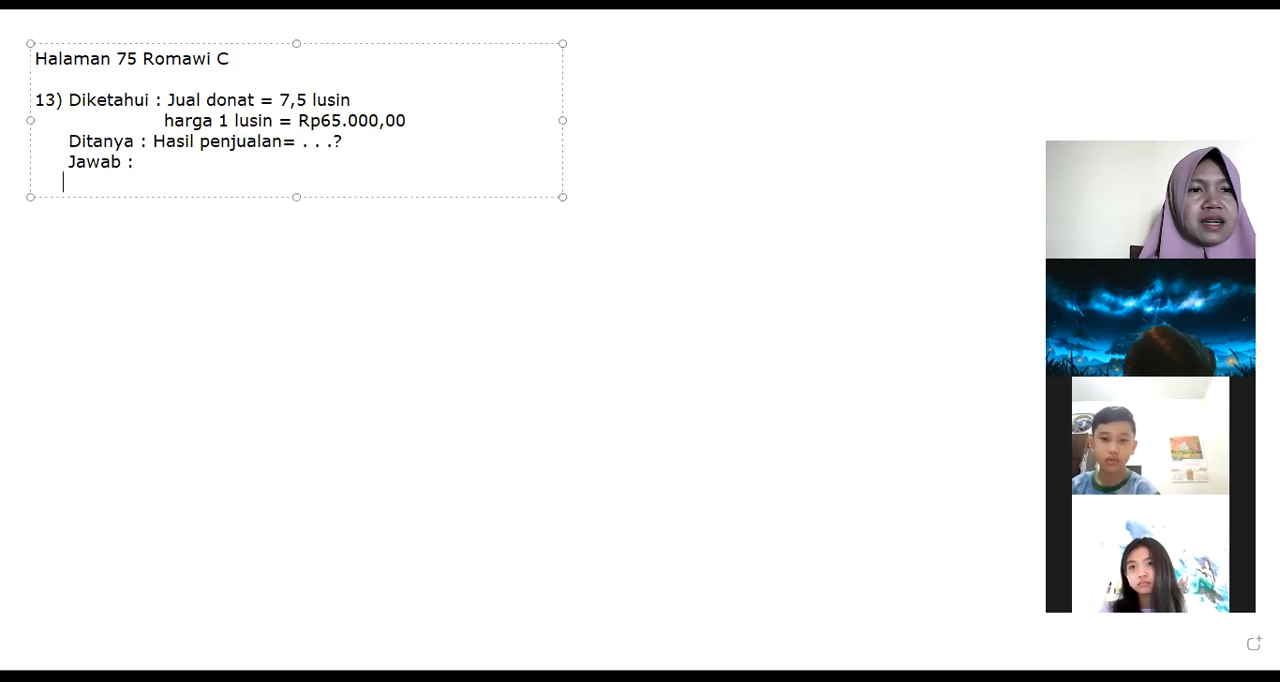 Halaman 75 Romawi C
13) Diketahui : Jual donat = 7,5 lusin
harga 1 lusin = Rp65.000,00
Ditanya : Hasil penjualan= . . .?
Jawab :